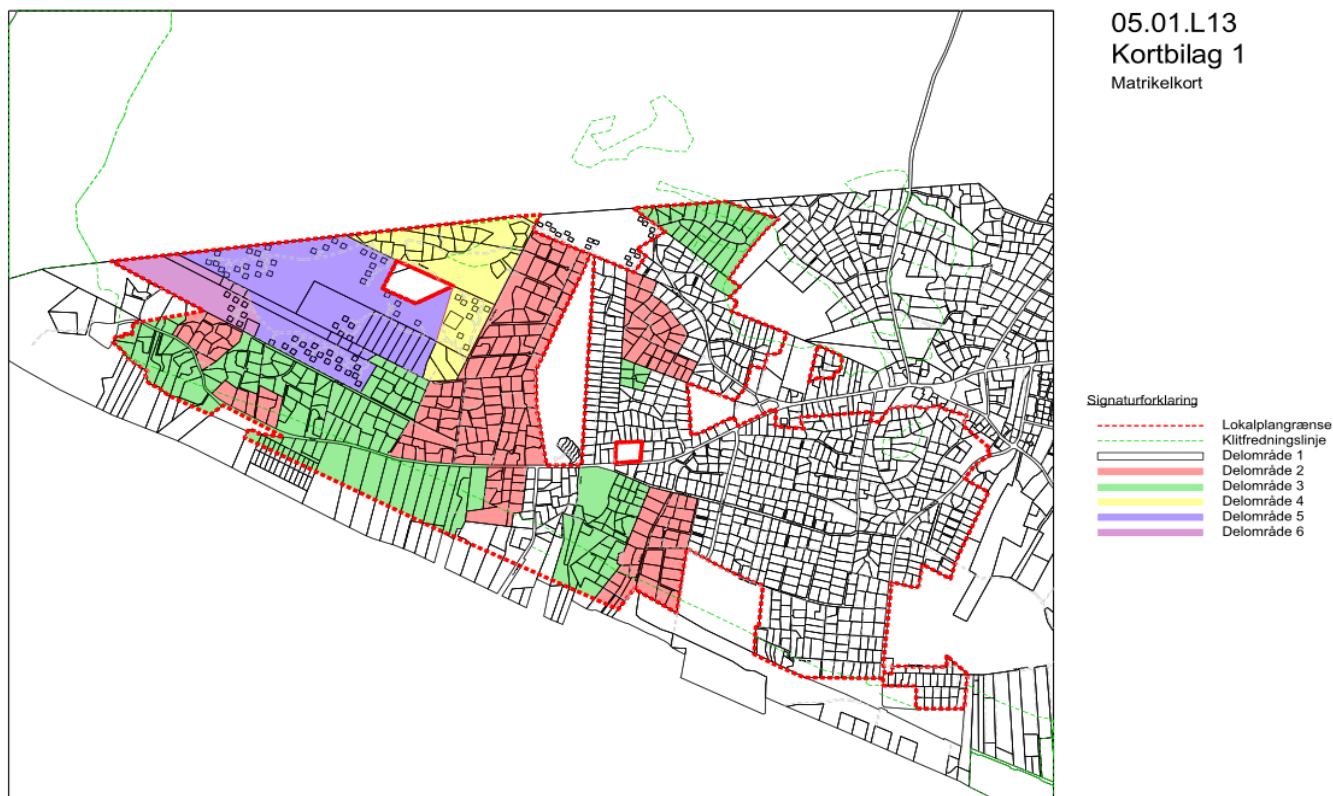 05.01.L13
Kortbilag 1
Matrikelkort
Signaturforklaring
Lokalplangrænse
Klitfredningslinje
Delområde 1
Delområde 2
Delområde 3
Delområde 4
Delområde 5
Delområde 6